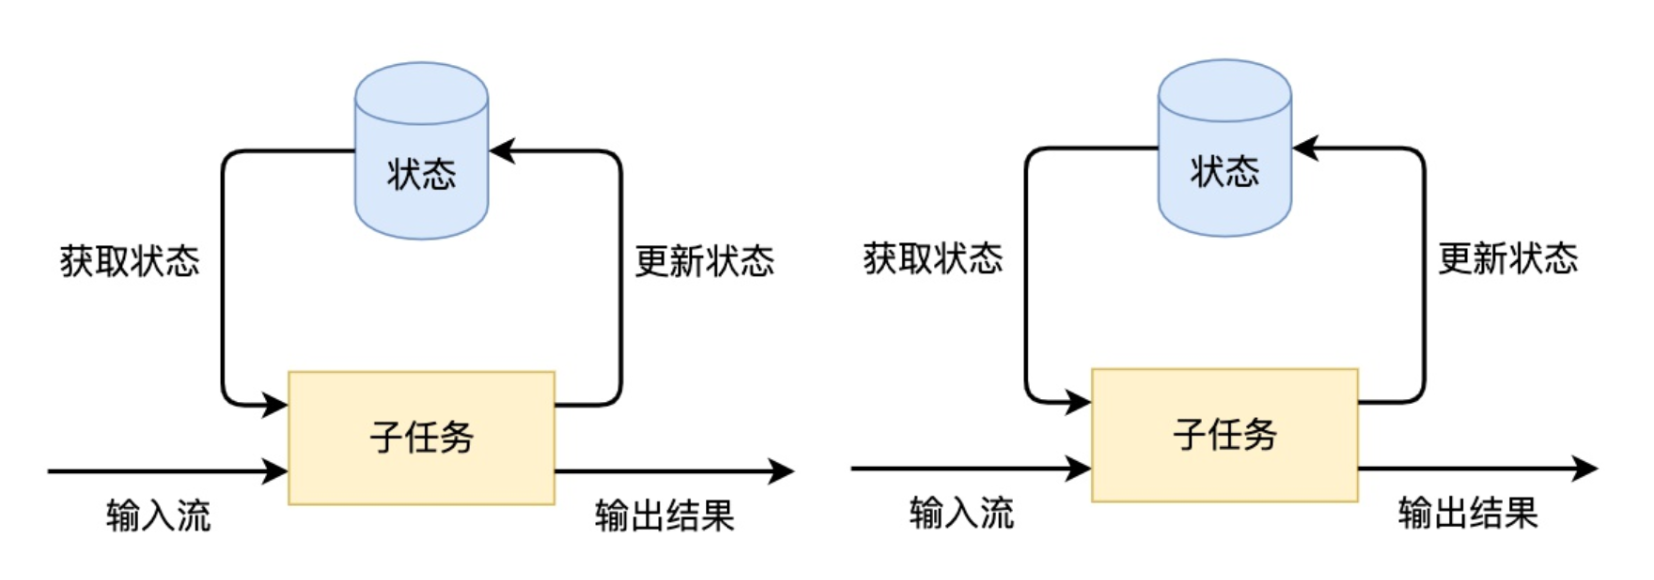 状态
获取状态
更新状态
子任务
输入流
输出结果
状态
获取状态
更新状态
子任务
输入流
输出结果